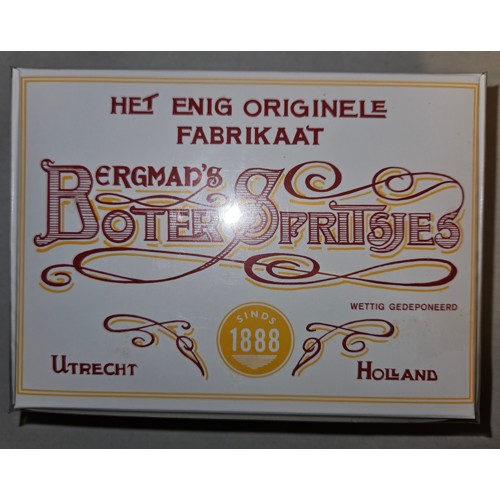 HET ENIG ORIGINELE
FABRIKAAT
BERGMAN'S
BOTER SPRITSJES
WETTIG GEDEPONEERD
SINDS
1888
UTRECHT
HOLLAND